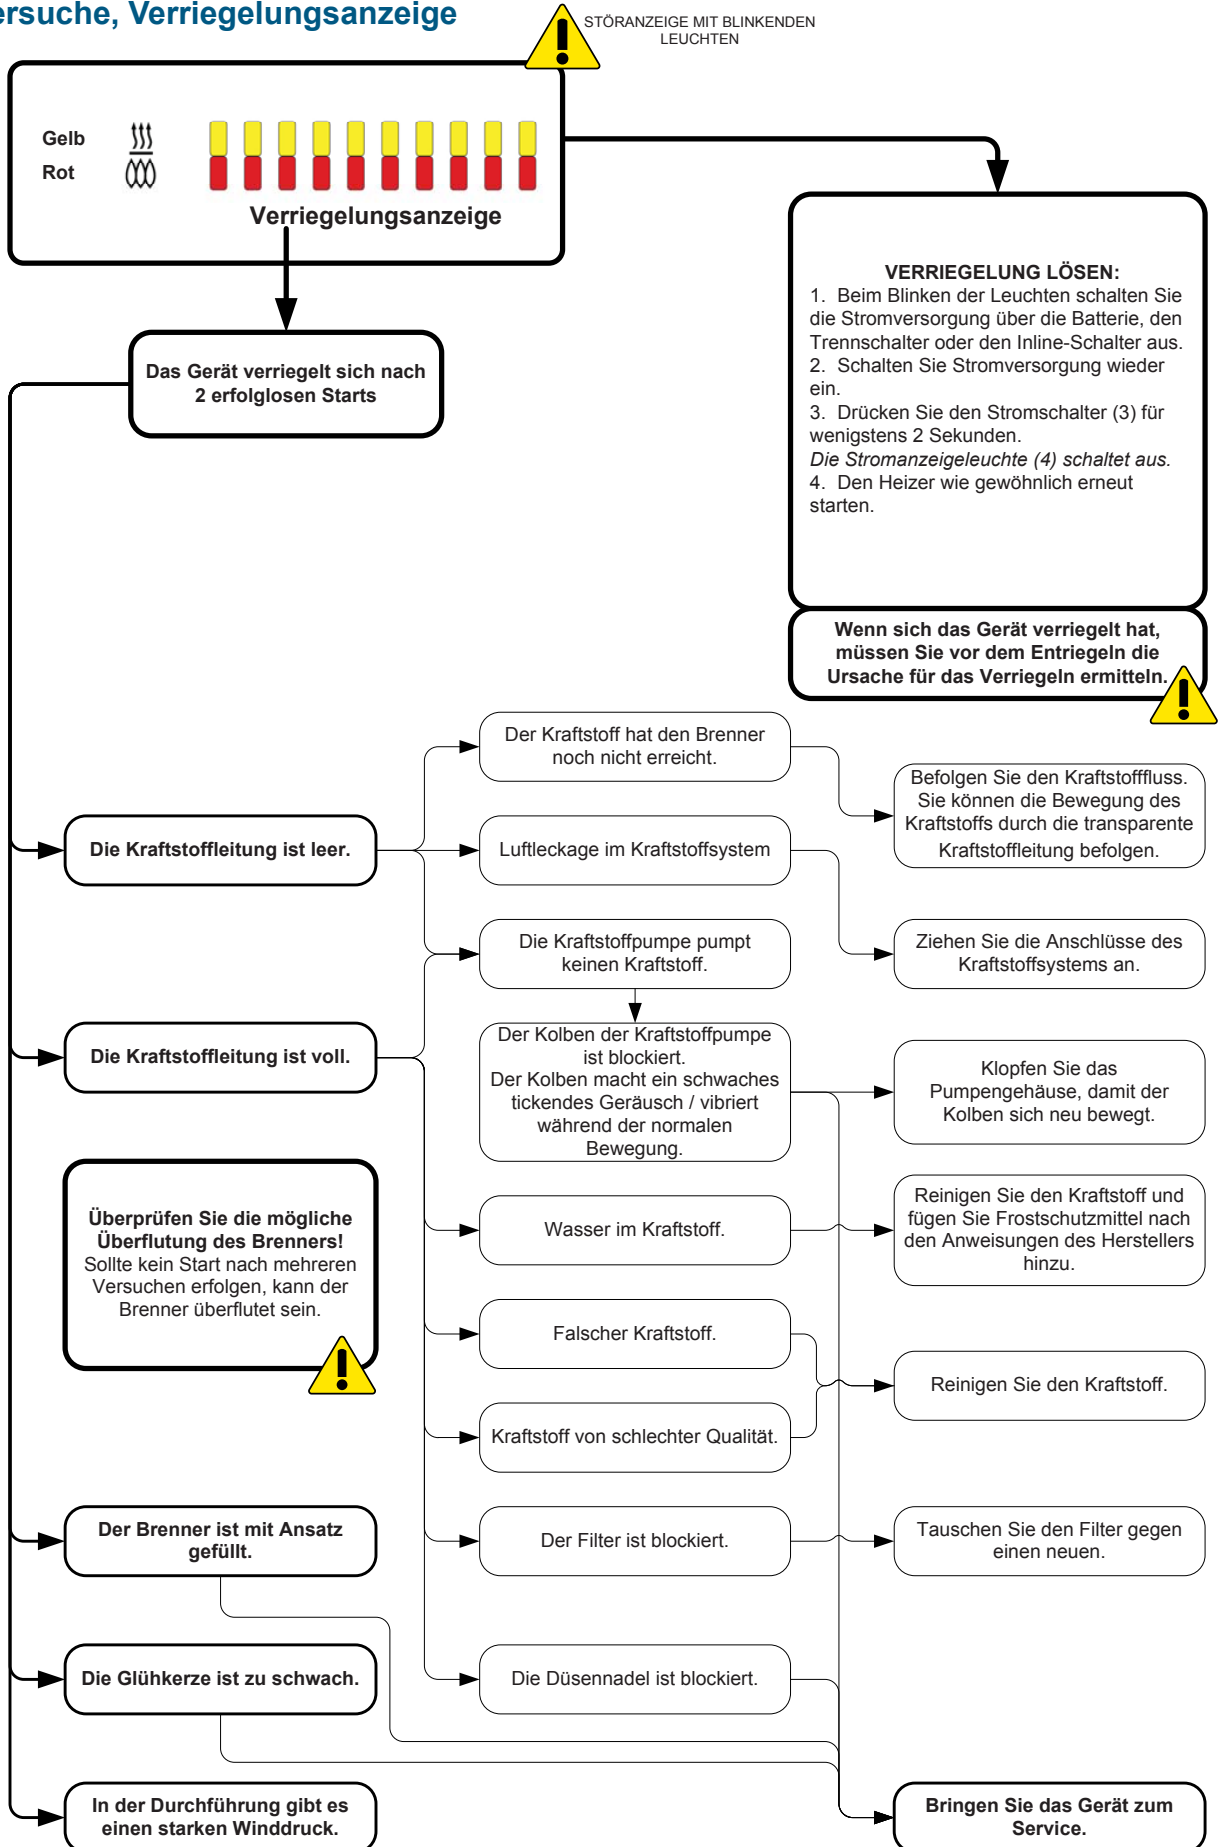 ersuche, Verriegelungsanzeige
STÖRANZEIGE MIT BLINKENDEN
LEUCHTEN
Gelb
Rot
Verriegelungsanzeige
VERRIEGELUNG LÖSEN:
1. Beim Blinken der Leuchten schalten Sie
die Stromversorgung über die Batterie, den
Trennschalter oder den Inline-Schalter aus.
2. Schalten Sie Stromversorgung wieder
ein.
3. Drücken Sie den Stromschalter (3) für
wenigstens 2 Sekunden.
Die Stromanzeigeleuchte (4) schaltet aus.
4. Den Heizer wie gewöhnlich erneut
starten.
Das Gerät verriegelt sich nach
2 erfolglosen Starts
Wenn sich das Gerät verriegelt hat,
müssen Sie vor dem Entriegeln die
Ursache für das Verriegeln ermitteln.
Der Kraftstoff hat den Brenner
noch nicht erreicht.
Befolgen Sie den Kraftstofffluss.
Sie können die Bewegung des
Kraftstoffs durch die transparente
Kraftstoffleitung befolgen.
Die Kraftstoffleitung ist leer.
Luftleckage im Kraftstoffsystem
Die Kraftstoffpumpe pumpt
keinen Kraftstoff.
Ziehen Sie die Anschlüsse des
Kraftstoffsystems an.
Die Kraftstoffleitung ist voll.
Der Kolben der Kraftstoffpumpe
ist blockiert.
Der Kolben macht ein schwaches
tickendes Geräusch / vibriert
während der normalen
Bewegung.
Klopfen Sie das
Pumpengehäuse, damit der
Kolben sich neu bewegt.
Überprüfen Sie die mögliche
Überflutung des Brenners!
Sollte kein Start nach mehreren
Versuchen erfolgen, kann der
Brenner überflutet sein.
Wasser im Kraftstoff.
Reinigen Sie den Kraftstoff und
fügen Sie Frostschutzmittel nach
den Anweisungen des Herstellers
hinzu.
Falscher Kraftstoff.
Reinigen Sie den Kraftstoff.
Kraftstoff von schlechter Qualität.
Der Brenner ist mit Ansatz
gefüllt.
Der Filter ist blockiert.
Tauschen Sie den Filter gegen
einen neuen.
Die Glühkerze ist zu schwach.
Die Düsennadel ist blockiert.
In der Durchführung gibt es
einen starken Winddruck.
Bringen Sie das Gerät zum
Service.